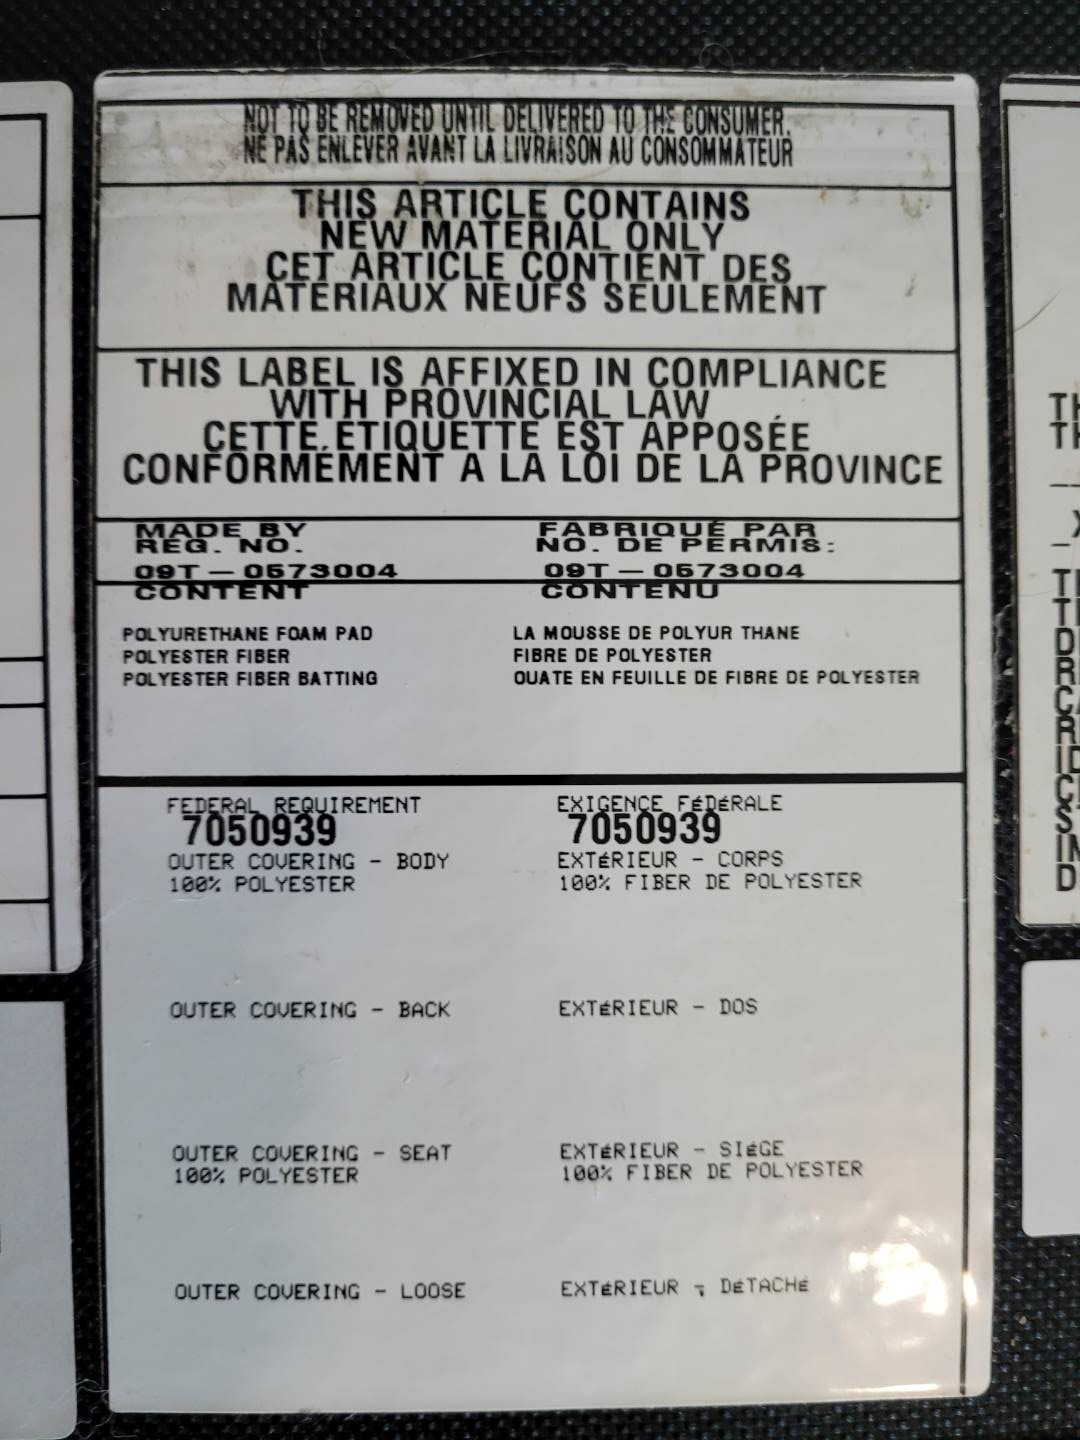 NOT TO BE REMOVED UNTIL DELIVERED TO THE CONSUMER.
NE PAS ENLEVER AVANT LA LIVRAISON AU CONSOMMATEUR
THIS ARTICLE CONTAINS
NEW MATERIAL ONLY
CET ARTICLE CONTIENT DES
MATERIAUX NEUFS SEULEMENT
THIS LABEL IS AFFIXED IN COMPLIANCE
WITH PROVINCIAL LAW
CETTE ÉTIQUETTE EST APPOSÉE
CONFORMÉMENT A LA LOI DE LA PROVINCE
MADE BY FABRIQUÉ PAR
REG. NO. NO. DE PERMIS:
09T — 0573004 09T — 0573004
CONTENT CONTENU
POLYURETHANE FOAM PAD LA MOUSSE DE POLYUR THANE
POLYESTER FIBER FIBRE DE POLYESTER
POLYESTER FIBER BATTING OUATE EN FEUILLE DE FIBRE DE POLYESTER
FEDERAL REQUIREMENT EXIGENCE FÉDÉRALE
7050939 7050939
OUTER COVERING - BODY EXTÉRIEUR - CORPS
100% POLYESTER 100% FIBER DE POLYESTER
OUTER COVERING - BACK EXTÉRIEUR - DOS
OUTER COVERING - SEAT EXTÉRIEUR - SIÉGE
100% POLYESTER 100% FIBER DE POLYESTER
OUTER COVERING - LOOSE EXTÉRIEUR - DÉTACHÉ